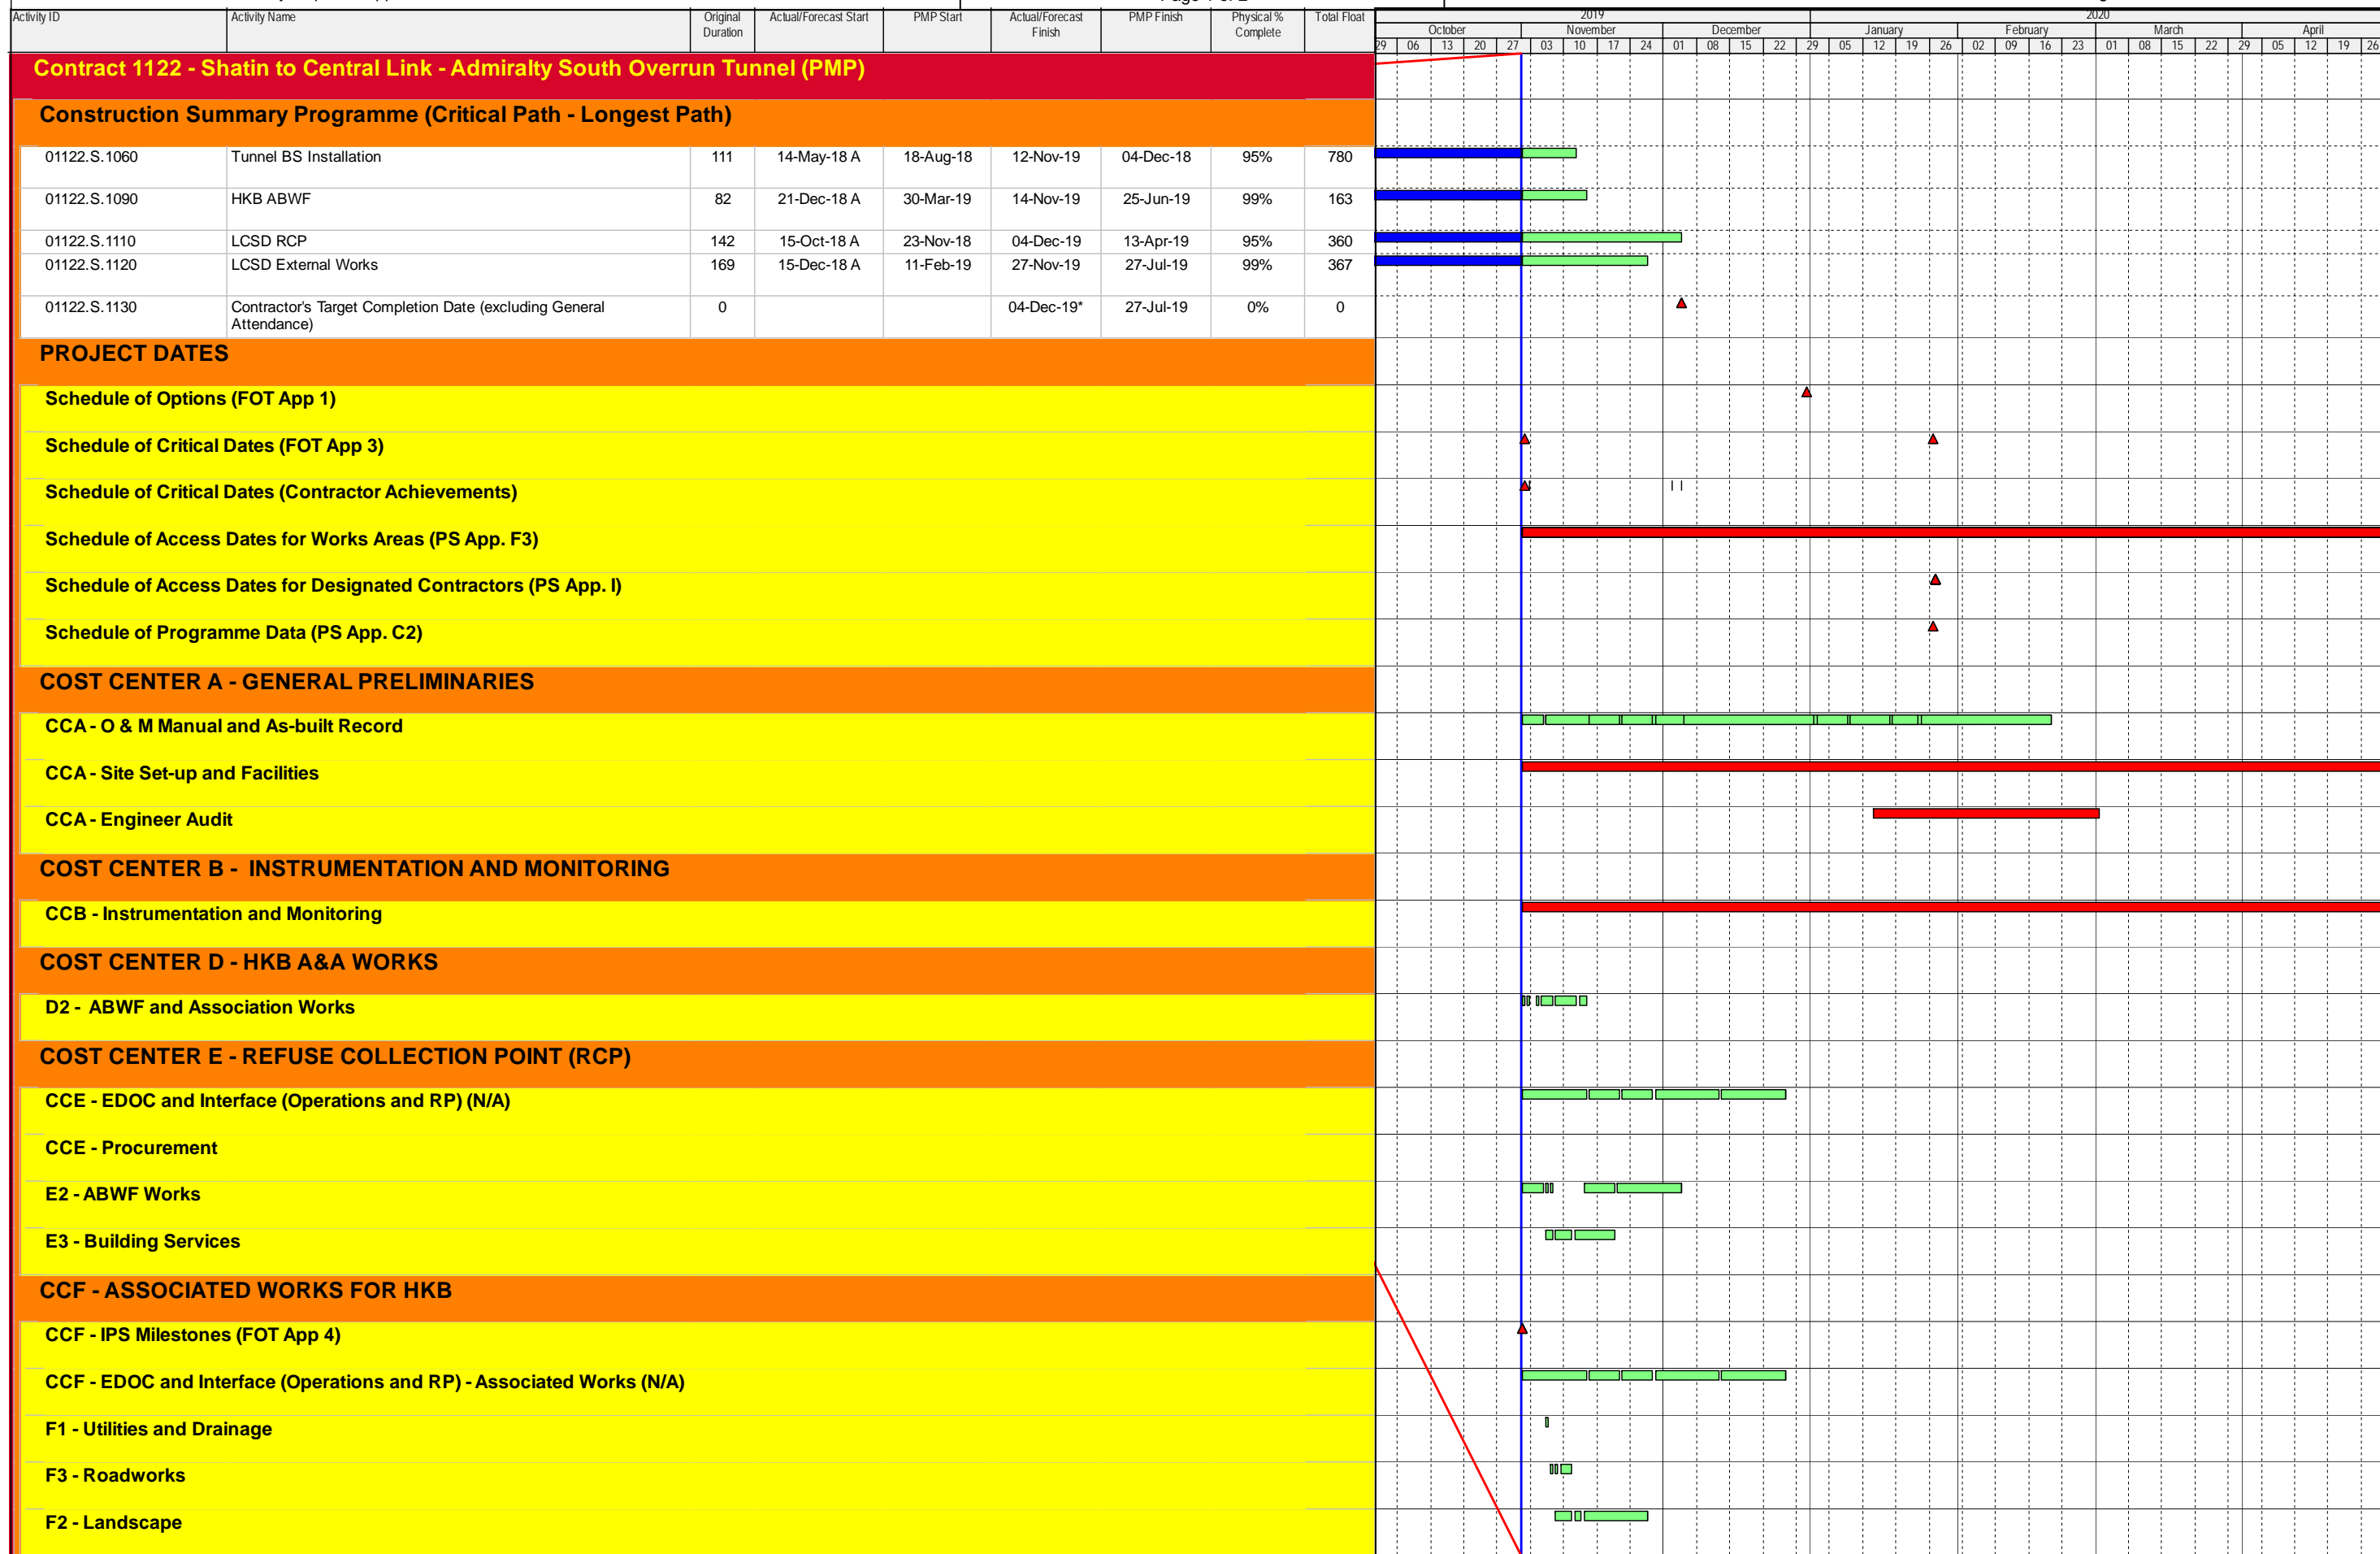 Activity ID Activity Name Original Duration Actual/Forecast Start PMP Start Actual/Forecast Finish PMP Finish Physical % Complete Total Float
2019 2020
October November December January February March April
29 06 13 20 27 03 10 17 24 01 08 15 22 29 05 12 19 26 02 09 16 23 01 08 15 22 29 05 12 19 26
Contract 1122 - Shatin to Central Link - Admiralty South Overrun Tunnel (PMP)
Construction Summary Programme (Critical Path - Longest Path)
01122.S.1060 Tunnel BS Installation 111 14-May-18 A 18-Aug-18 12-Nov-19 04-Dec-18 95% 780
01122.S.1090 HKB ABWF 82 21-Dec-18 A 30-Mar-19 14-Nov-19 25-Jun-19 99% 163
01122.S.1110 LCSD RCP 142 15-Oct-18 A 23-Nov-18 04-Dec-19 13-Apr-19 95% 360
01122.S.1120 LCSD External Works 169 15-Dec-18 A 11-Feb-19 27-Nov-19 27-Jul-19 99% 367
01122.S.1130 Contractor's Target Completion Date (excluding General Attendance) 0 04-Dec-19* 27-Jul-19 0% 0
PROJECT DATES
Schedule of Options (FOT App 1)
Schedule of Critical Dates (FOT App 3)
Schedule of Critical Dates (Contractor Achievements)
Schedule of Access Dates for Works Areas (PS App. F3)
Schedule of Access Dates for Designated Contractors (PS App. I)
Schedule of Programme Data (PS App. C2)
COST CENTER A - GENERAL PRELIMINARIES
CCA - O & M Manual and As-built Record
CCA - Site Set-up and Facilities
CCA - Engineer Audit
COST CENTER B - INSTRUMENTATION AND MONITORING
CCB - Instrumentation and Monitoring
COST CENTER D - HKB A&A WORKS
D2 - ABWF and Association Works
COST CENTER E - REFUSE COLLECTION POINT (RCP)
CCE - EDOC and Interface (Operations and RP) (N/A)
CCE - Procurement
E2 - ABWF Works
E3 - Building Services
CCF - ASSOCIATED WORKS FOR HKB
CCF - IPS Milestones (FOT App 4)
CCF - EDOC and Interface (Operations and RP) - Associated Works (N/A)
F1 - Utilities and Drainage
F3 - Roadworks
F2 - Landscape